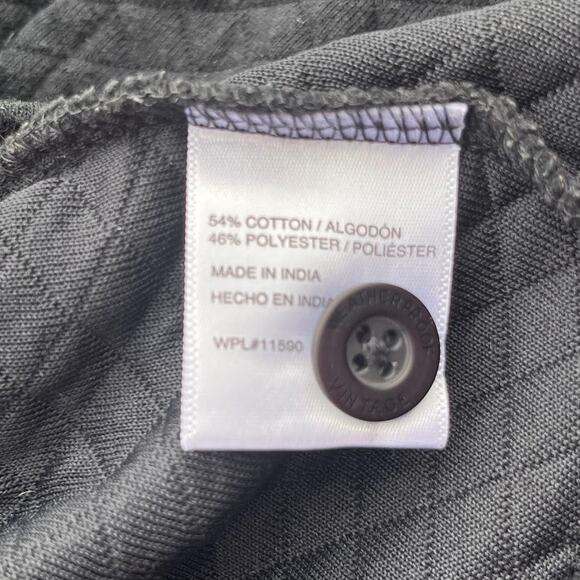 54% COTTON / ALGODÓN
46% POLYESTER / POLIÉSTER
MADE IN INDIA
HECHO EN INDIA
WPL#11590
WEATHERPROOF
VINTAGE